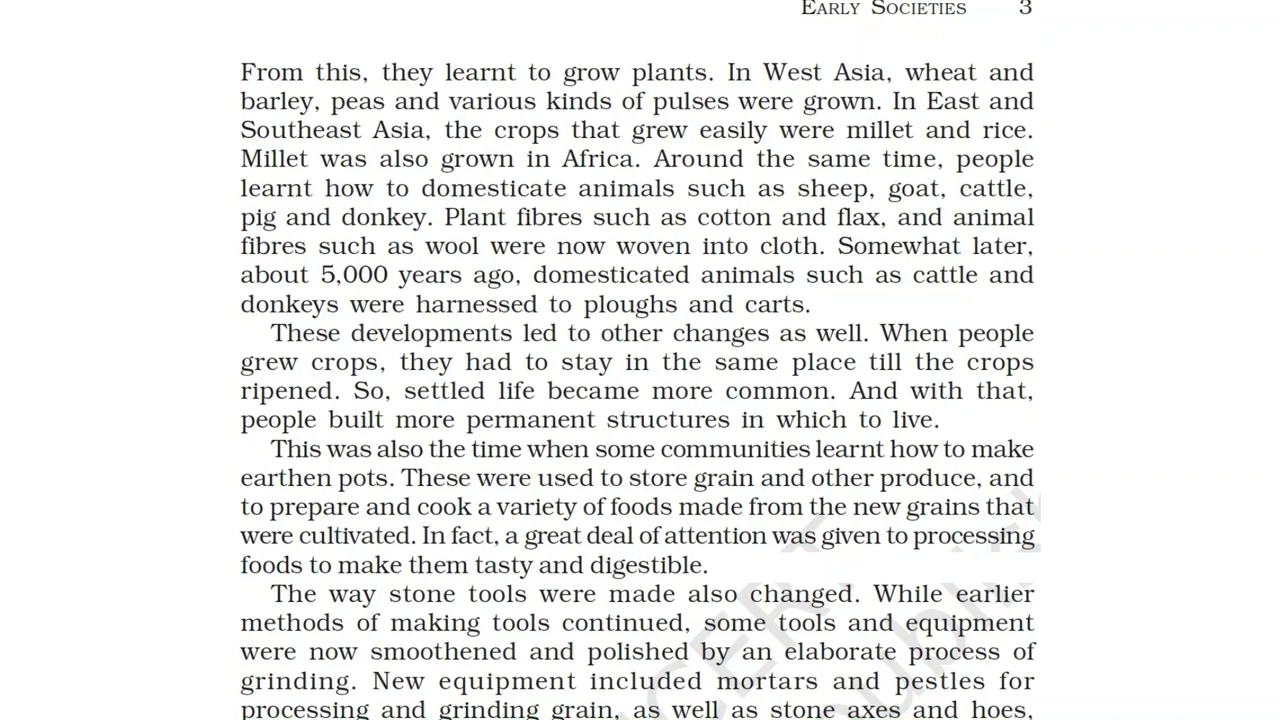 EARLY SOCIETIES 3
From this, they learnt to grow plants. In West Asia, wheat and
barley, peas and various kinds of pulses were grown. In East and
Southeast Asia, the crops that grew easily were millet and rice.
Millet was also grown in Africa. Around the same time, people
learnt how to domesticate animals such as sheep, goat, cattle,
pig and donkey. Plant fibres such as cotton and flax, and animal
fibres such as wool were now woven into cloth. Somewhat later,
about 5,000 years ago, domesticated animals such as cattle and
donkeys were harnessed to ploughs and carts.
These developments led to other changes as well. When people
grew crops, they had to stay in the same place till the crops
ripened. So, settled life became more common. And with that,
people built more permanent structures in which to live.
This was also the time when some communities learnt how to make
earthen pots. These were used to store grain and other produce, and
to prepare and cook a variety of foods made from the new grains that
were cultivated. In fact, a great deal of attention was given to processing
foods to make them tasty and digestible.
The way stone tools were made also changed. While earlier
methods of making tools continued, some tools and equipment
were now smoothened and polished by an elaborate process of
grinding. New equipment included mortars and pestles for
processing and grinding grain, as well as stone axes and hoes,